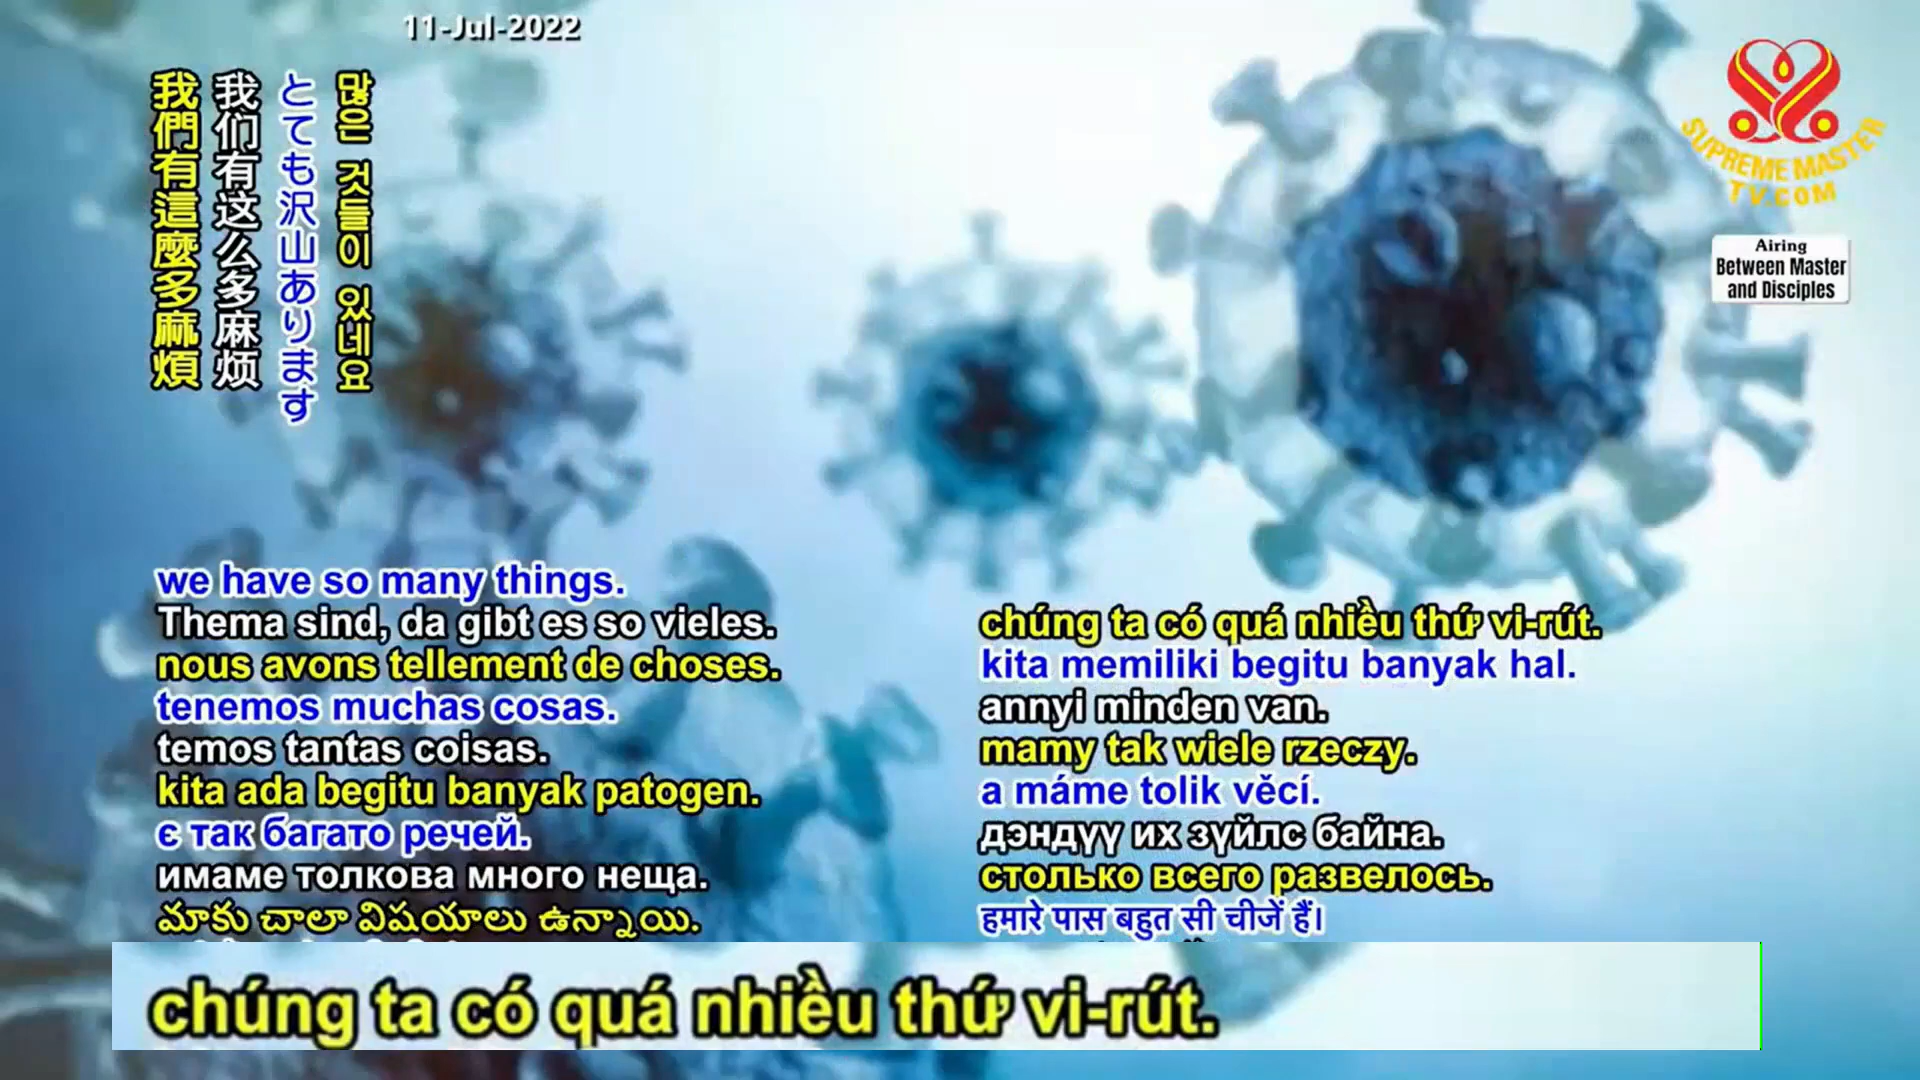 11-Jul-2022
我們有這麼多麻煩
我们有这么多麻烦
とても沢山あります
많은 것들이 있네요
SUPREME MASTER
TV.COM
Airing
Between Master
and Disciples
we have so many things.
Thema sind, da gibt es so vieles.
nous avons tellement de choses.
tenemos muchas cosas.
temos tantas coisas.
kita ada begitu banyak patogen.
є так багато речей.
имаме толкова много неща.
మాకు చాలా విషయాలు ఉన్నాయి.
chúng ta có quá nhiều thứ vi-rút.
kita memiliki begitu banyak hal.
annyi minden van.
mamy tak wiele rzeczy.
a máme tolik věcí.
дэндүү их зүйлс байна.
столько всего развелось.
हमारे पास बहुत सी चीजें हैं।
chúng ta có quá nhiều thứ vi-rút.